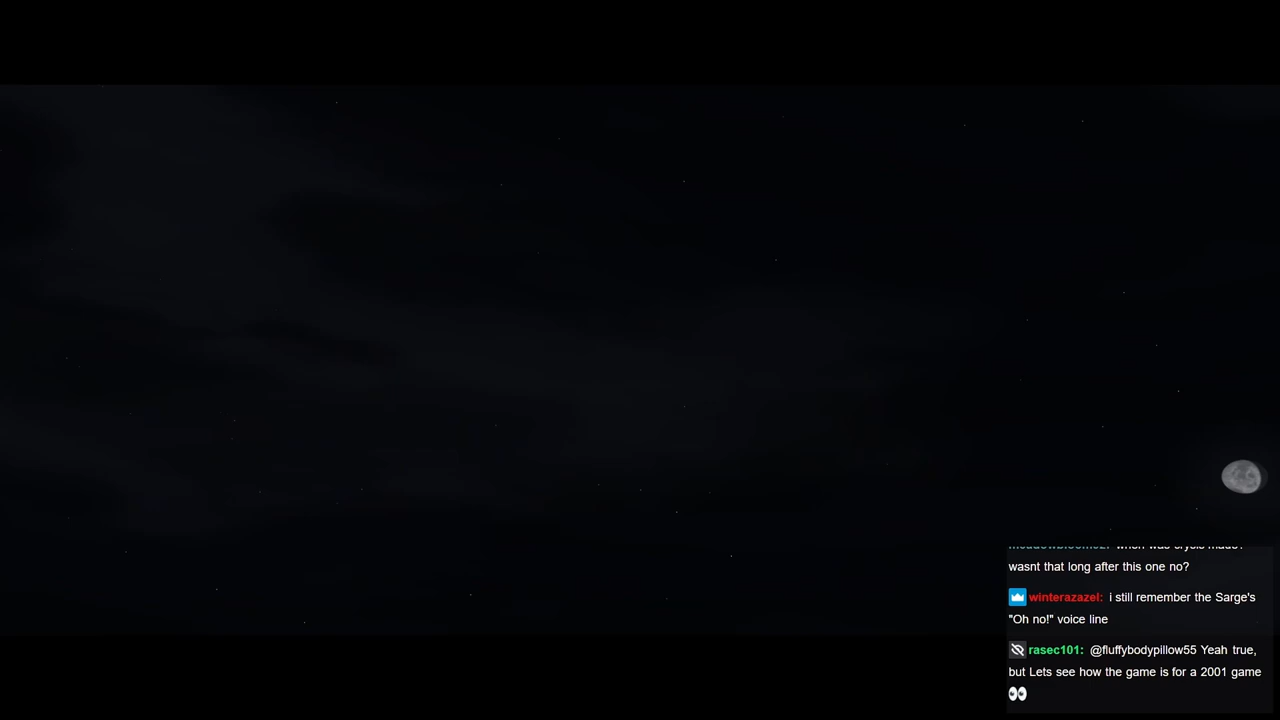 wasnt that long after this one no?
winterazazel: i still remember the Sarge's
"Oh no!" voice line
rasec101: @fluffybodypillow55 Yeah true,
but Lets see how the game is for a 2001 game
👀